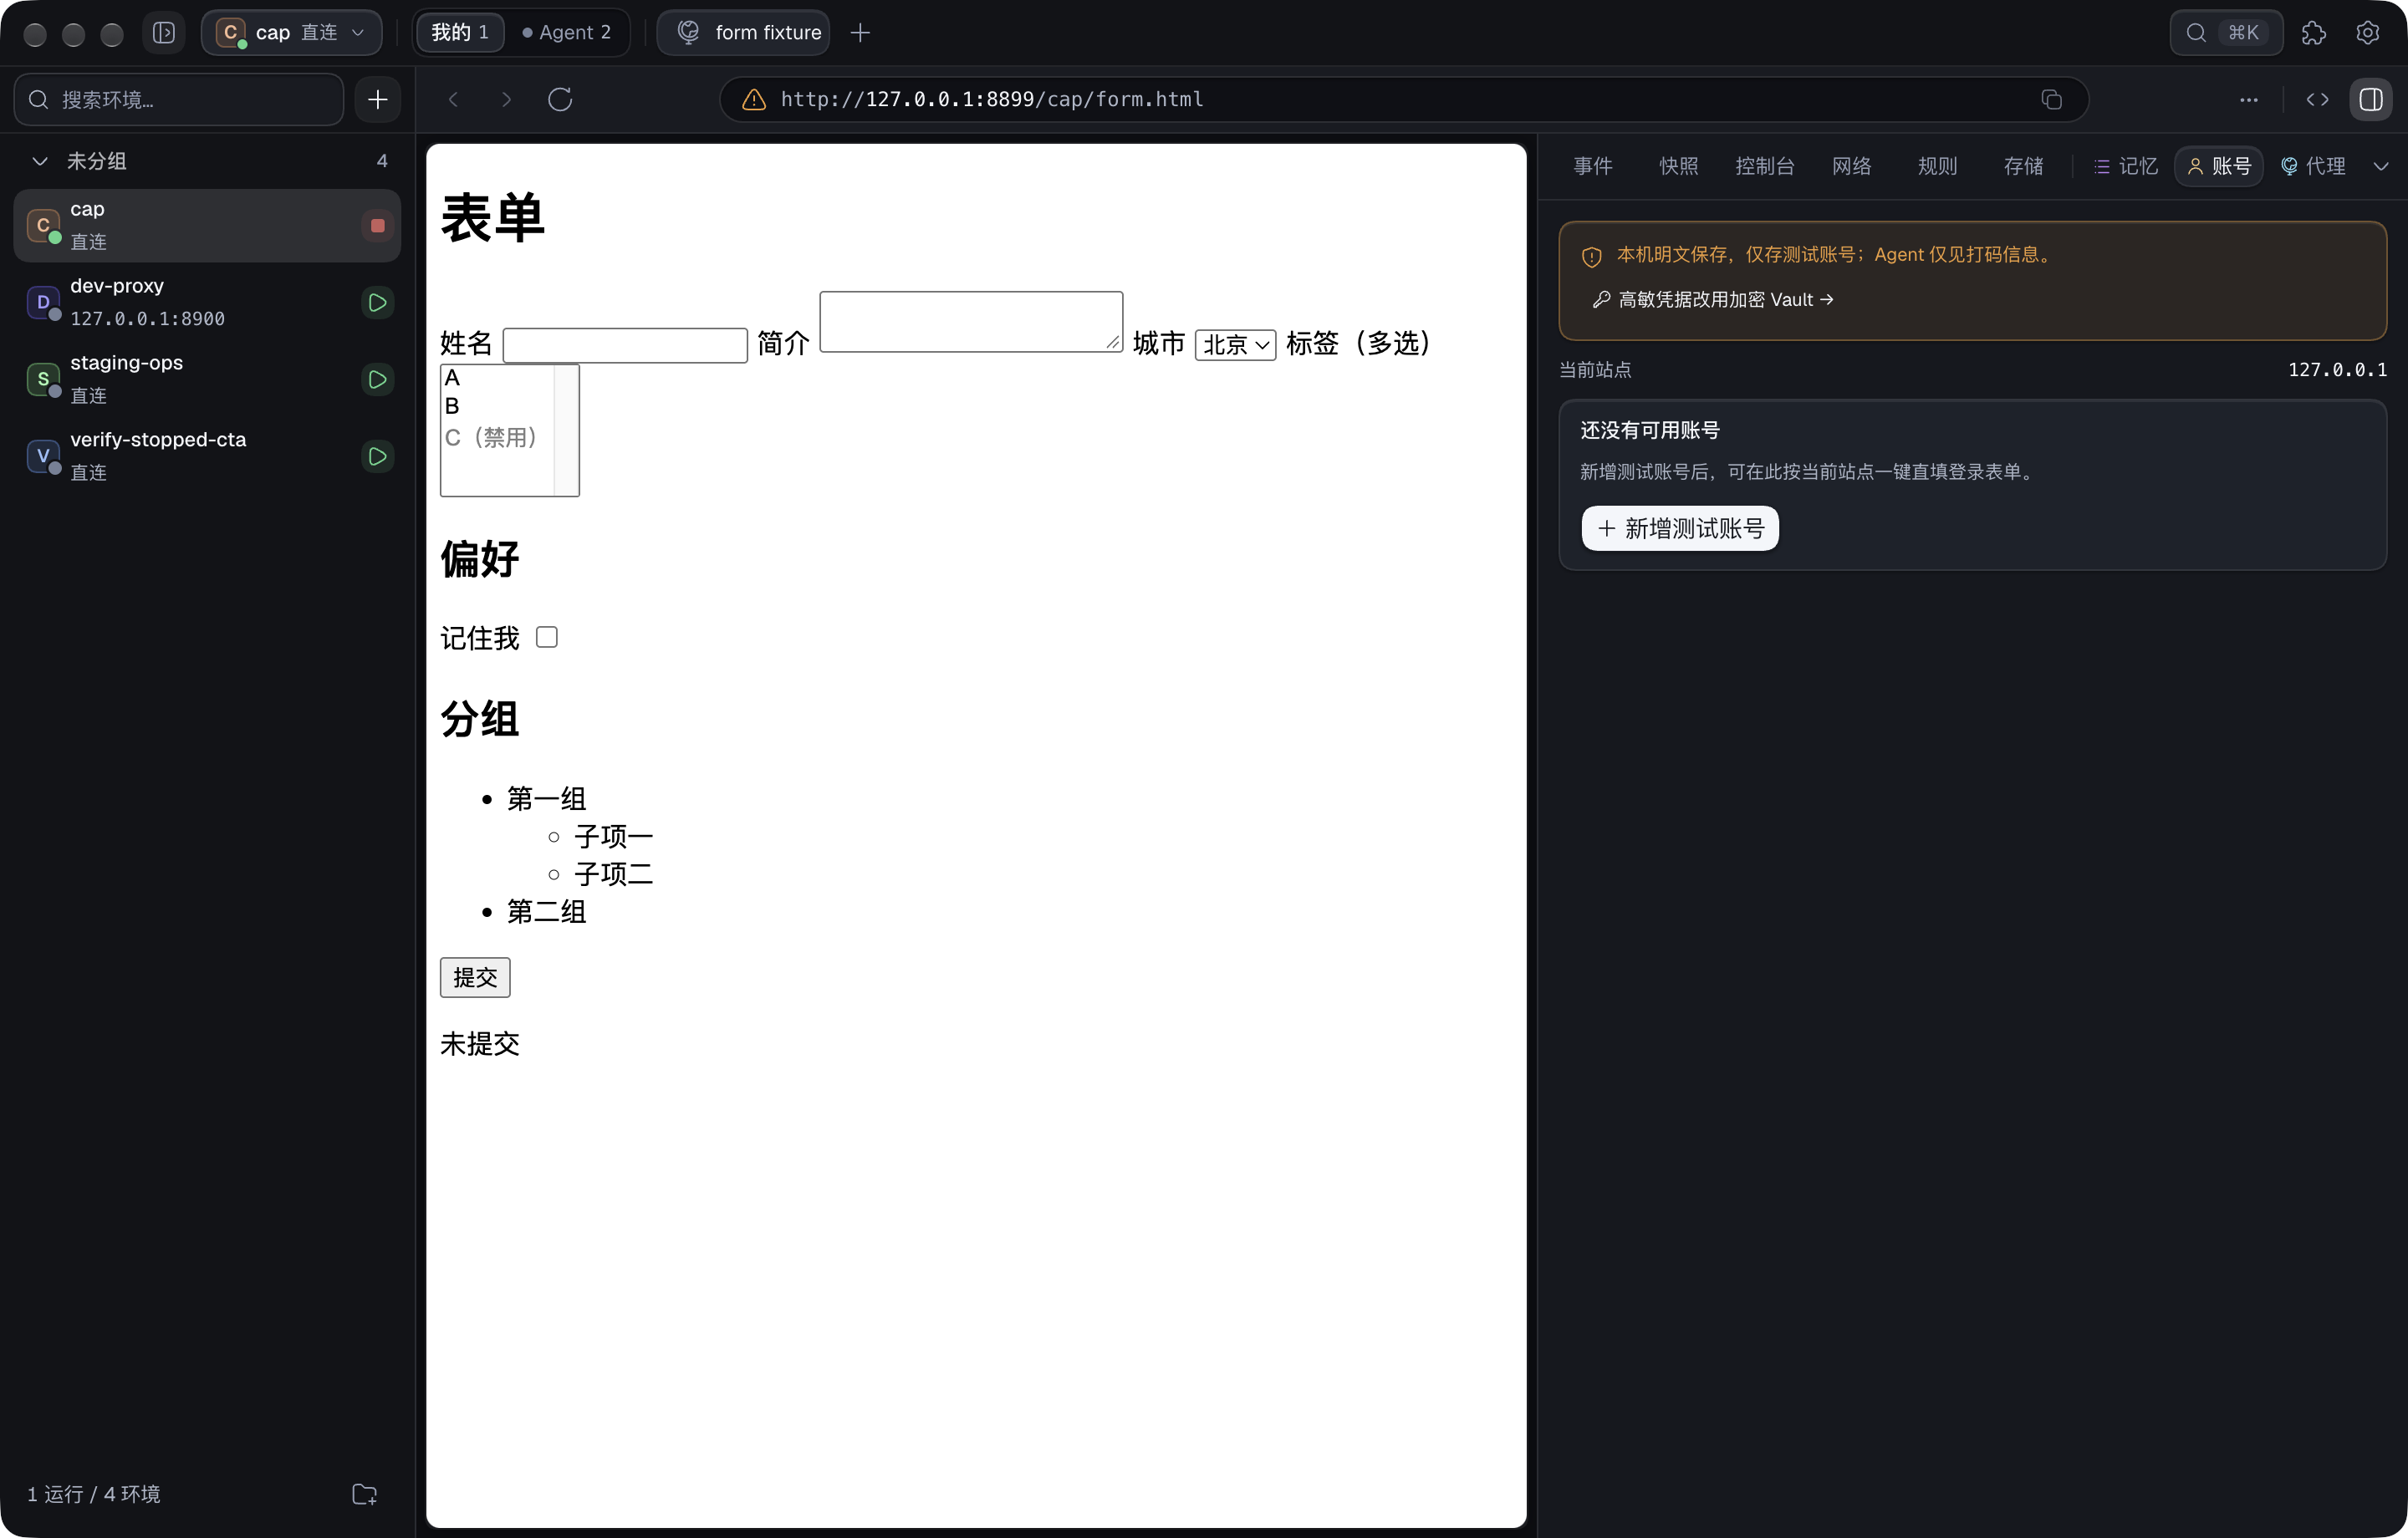 C cap 直连
我的 1
Agent 2
form fixture
⌘K
搜索环境...
http://127.0.0.1:8899/cap/form.html
未分组 4
C
cap
直连
D
dev-proxy
127.0.0.1:8900
S
staging-ops
直连
V
verify-stopped-cta
直连
1 运行 / 4 环境
表单
姓名 简介 城市 北京 标签（多选）
A
B
C（禁用）
偏好
记住我
分组
第一组
子项一
子项二
第二组
提交
未提交
事件 快照 控制台 网络 规则 存储 记忆 账号 代理
本机明文保存，仅存测试账号；Agent 仅见打码信息。
高敏凭据改用加密 Vault →
当前站点 127.0.0.1
还没有可用账号
新增测试账号后，可在此按当前站点一键直填登录表单。
+ 新增测试账号